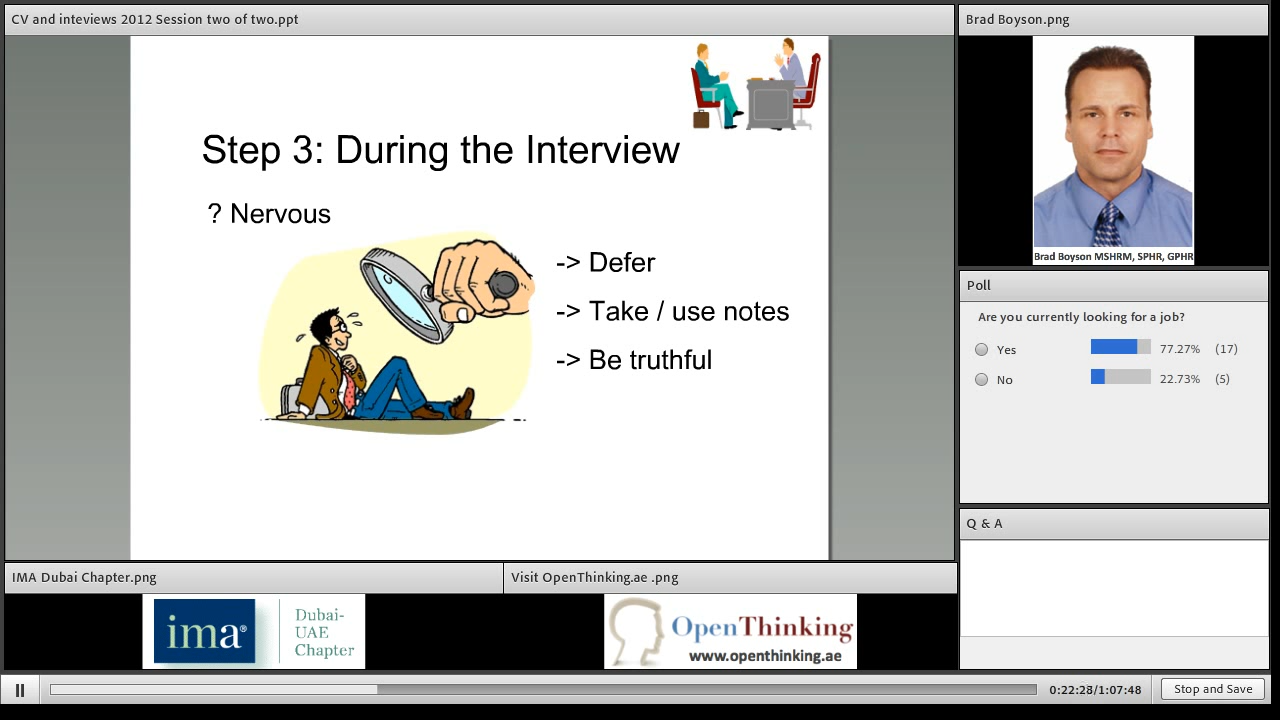 CV and inteviews 2012 Session two of two.ppt
Step 3: During the Interview
? Nervous
-> Defer
-> Take / use notes
-> Be truthful
Brad Boyson.png
Brad Boyson MSHRM, SPHR, GPHR
Poll
Are you currently looking for a job?
Yes 77.27% (17)
No 22.73% (5)
Q & A
IMA Dubai Chapter.png
ima®
Dubai-
UAE
Chapter
Visit OpenThinking.ae .png
OpenThinking
www.openthinking.ae
0:22:28/1:07:48
Stop and Save